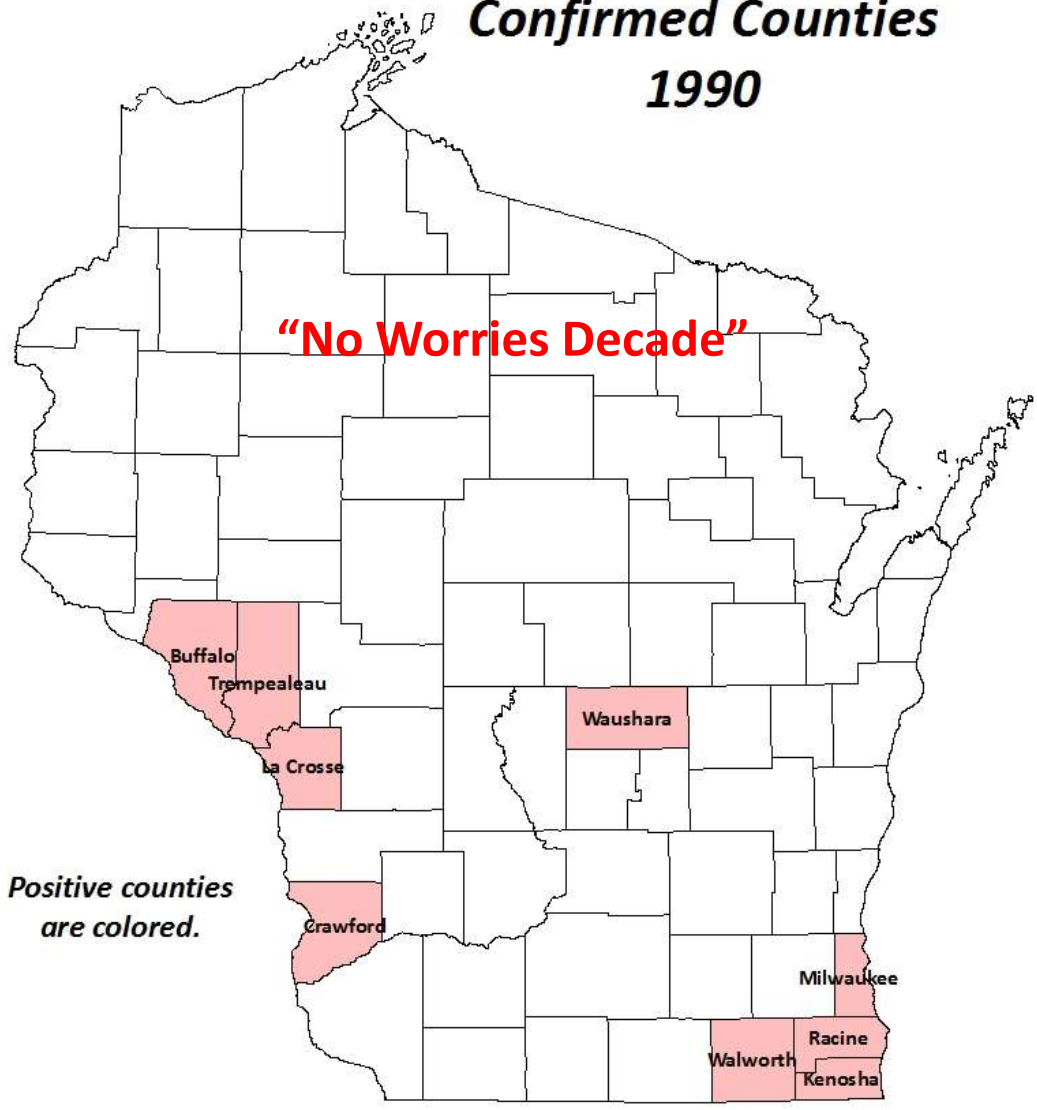 Confirmed Counties
1990
“No Worries Decade”
Buffalo
Trempealeau
Waushara
La Crosse
Positive counties
are colored.
Crawford
Milwaukee
Racine
Walworth
Kenosha